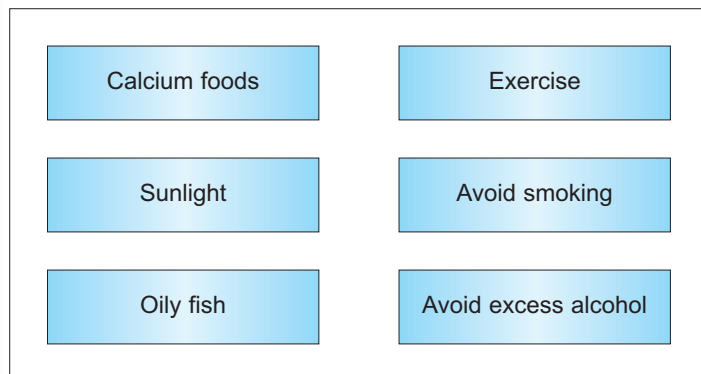 Calcium foods
Exercise
Sunlight
Avoid smoking
Oily fish
Avoid excess alcohol